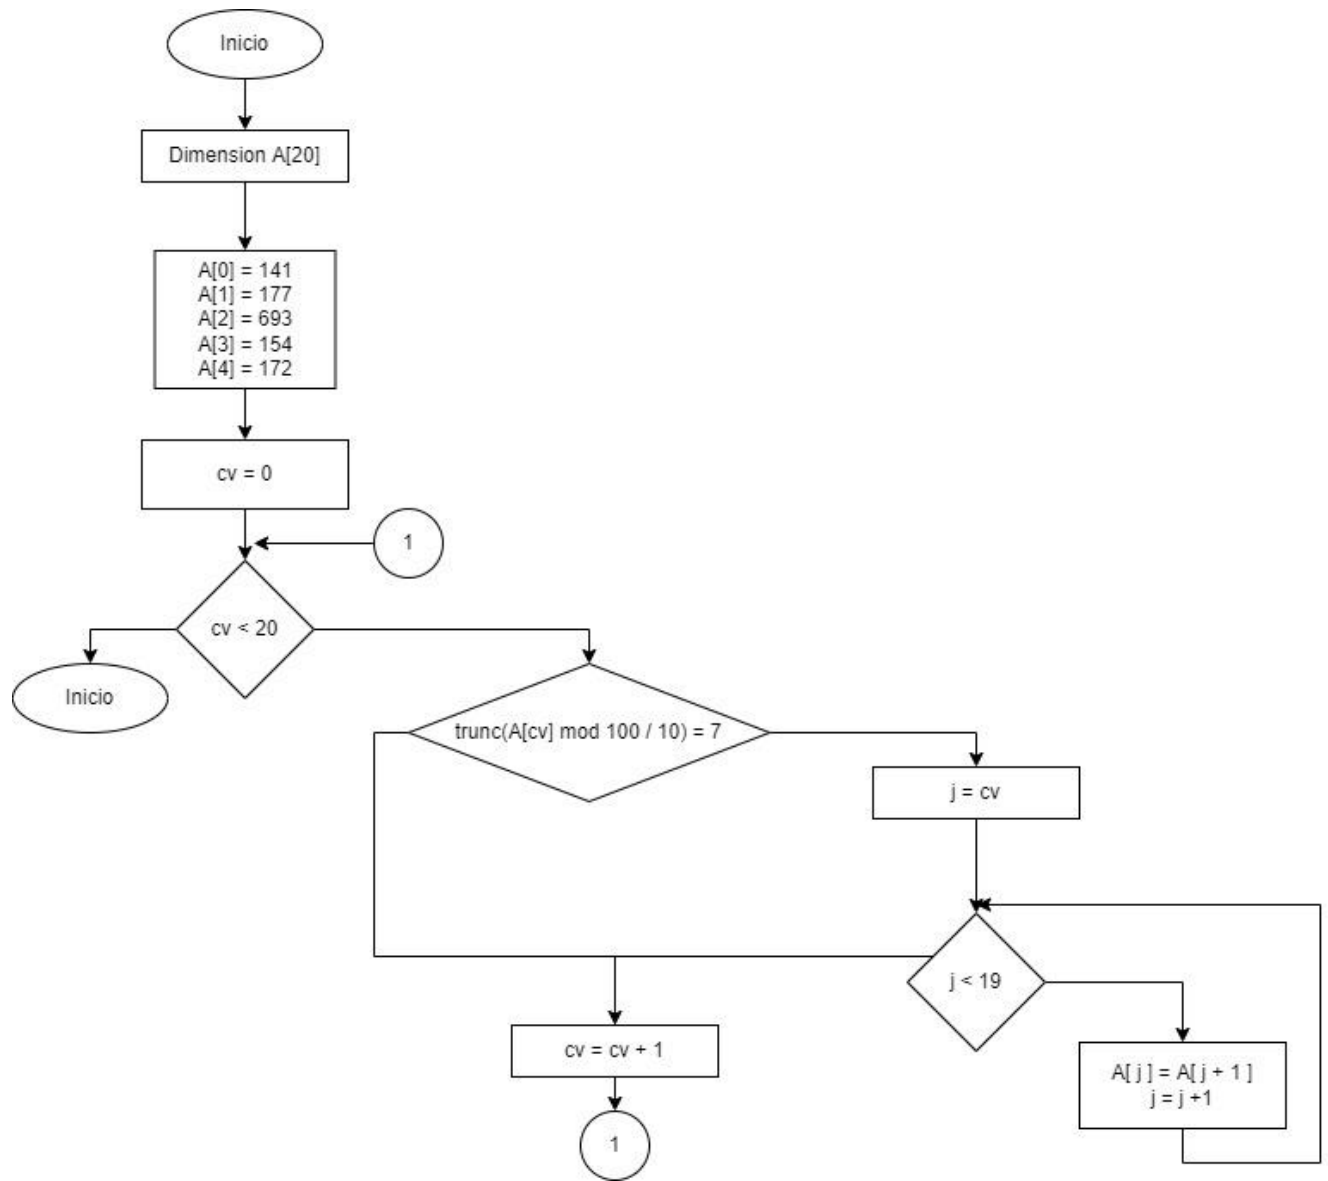 Inicio
Dimension A[20]
A[0] = 141
A[1] = 177
A[2] = 693
A[3] = 154
A[4] = 172
cv = 0
1
cv < 20
Inicio
trunc(A[cv] mod 100 / 10) = 7
j = cv
j < 19
cv = cv + 1
A[ j ] = A[ j + 1 ]
j = j +1
1